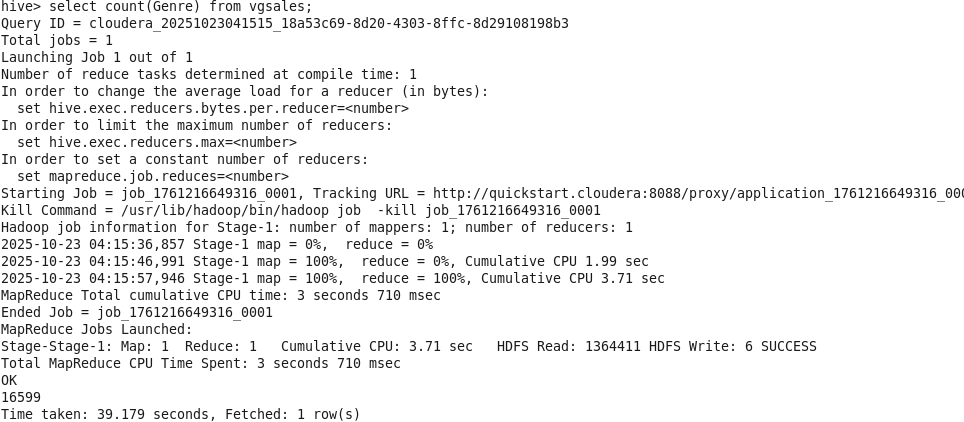 hive> select count(Genre) from vgsales;
Query ID = cloudera_20251023041515_18a53c69-8d20-4303-8ffc-8d29108198b3
Total jobs = 1
Launching Job 1 out of 1
Number of reduce tasks determined at compile time: 1
In order to change the average load for a reducer (in bytes):
  set hive.exec.reducers.bytes.per.reducer=<number>
In order to limit the maximum number of reducers:
  set hive.exec.reducers.max=<number>
In order to set a constant number of reducers:
  set mapreduce.job.reduces=<number>
Starting Job = job_1761216649316_0001, Tracking URL = http://quickstart.cloudera:8088/proxy/application_1761216649316_000
Kill Command = /usr/lib/hadoop/bin/hadoop job  -kill job_1761216649316_0001
Hadoop job information for Stage-1: number of mappers: 1; number of reducers: 1
2025-10-23 04:15:36,857 Stage-1 map = 0%,  reduce = 0%
2025-10-23 04:15:46,991 Stage-1 map = 100%,  reduce = 0%, Cumulative CPU 1.99 sec
2025-10-23 04:15:57,946 Stage-1 map = 100%,  reduce = 100%, Cumulative CPU 3.71 sec
MapReduce Total cumulative CPU time: 3 seconds 710 msec
Ended Job = job_1761216649316_0001
MapReduce Jobs Launched:
Stage-Stage-1: Map: 1  Reduce: 1   Cumulative CPU: 3.71 sec   HDFS Read: 1364411 HDFS Write: 6 SUCCESS
Total MapReduce CPU Time Spent: 3 seconds 710 msec
OK
16599
Time taken: 39.179 seconds, Fetched: 1 row(s)